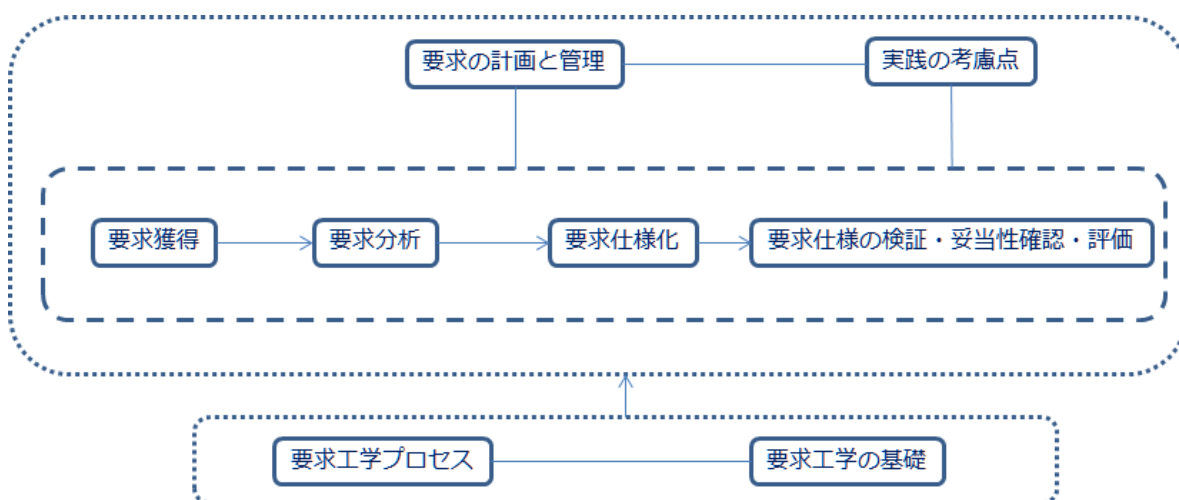 要求の計画と管理
実践の考慮点
要求獲得
要求分析
要求仕様化
要求仕様の検証・妥当性確認・評価
要求工学プロセス
要求工学の基礎